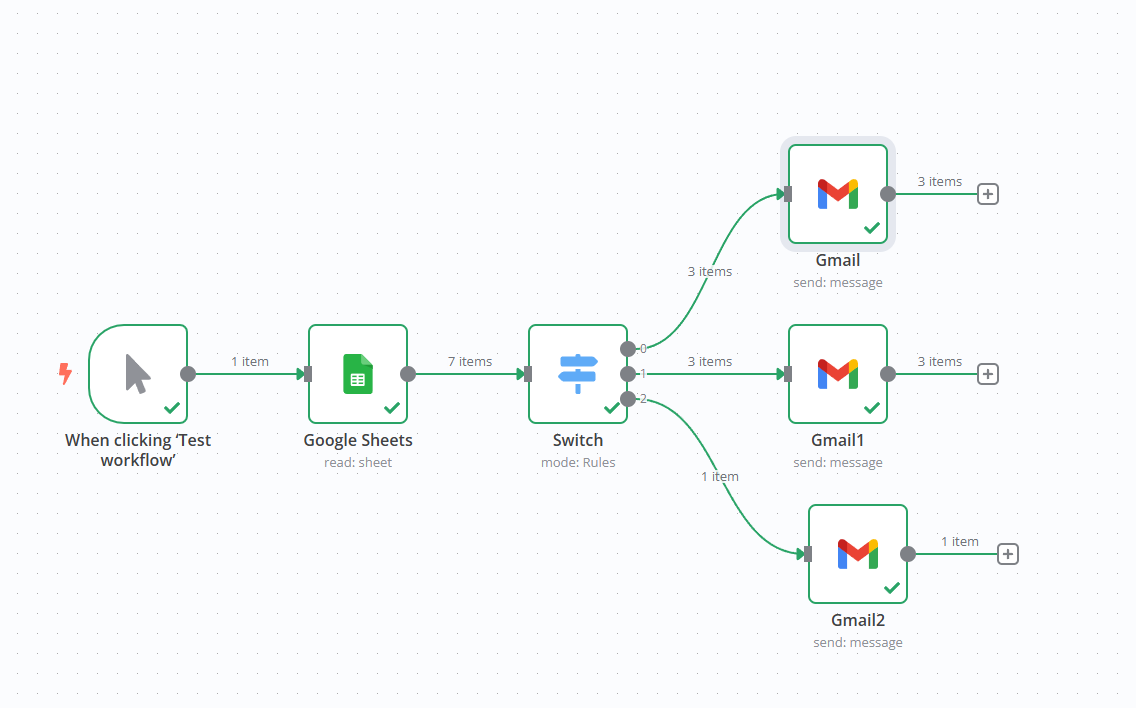 3 items
Gmail
send: message
3 items
1 item
When clicking ‘Test
workflow’
Google Sheets
read: sheet
7 items
Switch
mode: Rules
0
1
2
3 items
Gmail1
send: message
3 items
1 item
Gmail2
send: message
1 item